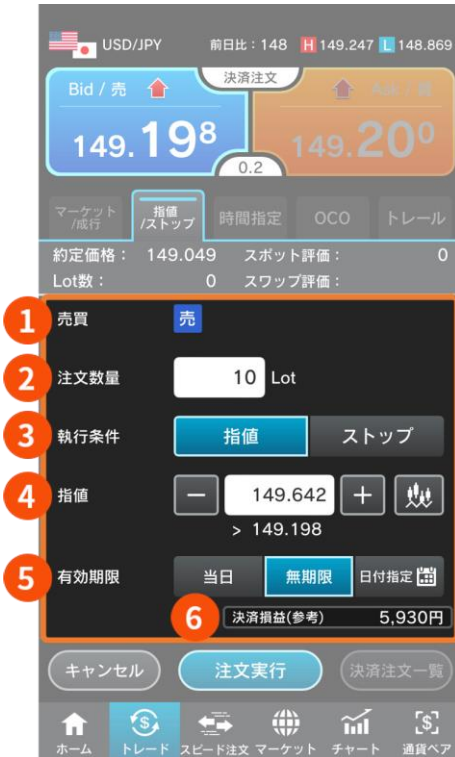 USD/JPY 前日比：148 H 149.247 L 148.869
決済注文
Bid / 売 Ask / 買
149.198 149.200
0.2
マーケット/成行 指値/ストップ 時間指定 OCO トレール
約定価格： 149.049 スポット評価： 0
Lot数： 0 スワップ評価：
1 売買 売
2 注文数量 10 Lot
3 執行条件 指値 ストップ
4 指値 − 149.642 +
> 149.198
5 有効期限 当日 無期限 日付指定
6 決済損益(参考) 5,930円
キャンセル 注文実行 決済注文一覧
ホーム トレード スピード注文 マーケット チャート 通貨ペア